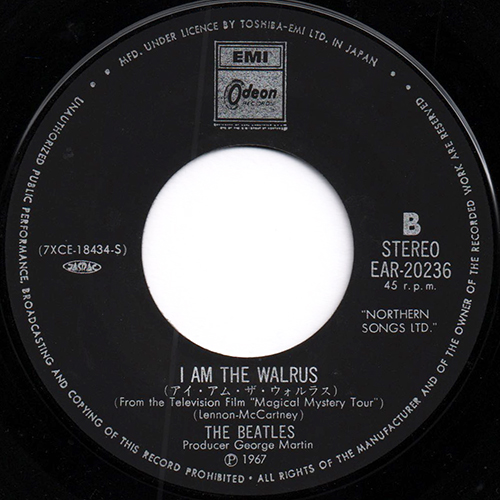 MFD. UNDER LICENCE BY TOSHIBA-EMI LTD. IN JAPAN
UNAUTHORIZED PUBLIC PERFORMANCE, BROADCASTING AND COPYING OF THIS RECORD PROHIBITED • ALL RIGHTS OF THE MANUFACTURER AND OF THE OWNER OF THE RECORDED WORK ARE RESERVED
EMI
Odeon
RECORDS
B
STEREO
EAR-20236
45 r.p.m.
(7XCE-18434-S)
JASRAC
"NORTHERN
SONGS LTD."
I AM THE WALRUS
(アイ・アム・ザ・ウォルラス)
(From the Television Film "Magical Mystery Tour")
(Lennon-McCartney)
THE BEATLES
Producer George Martin
Ⓟ 1967